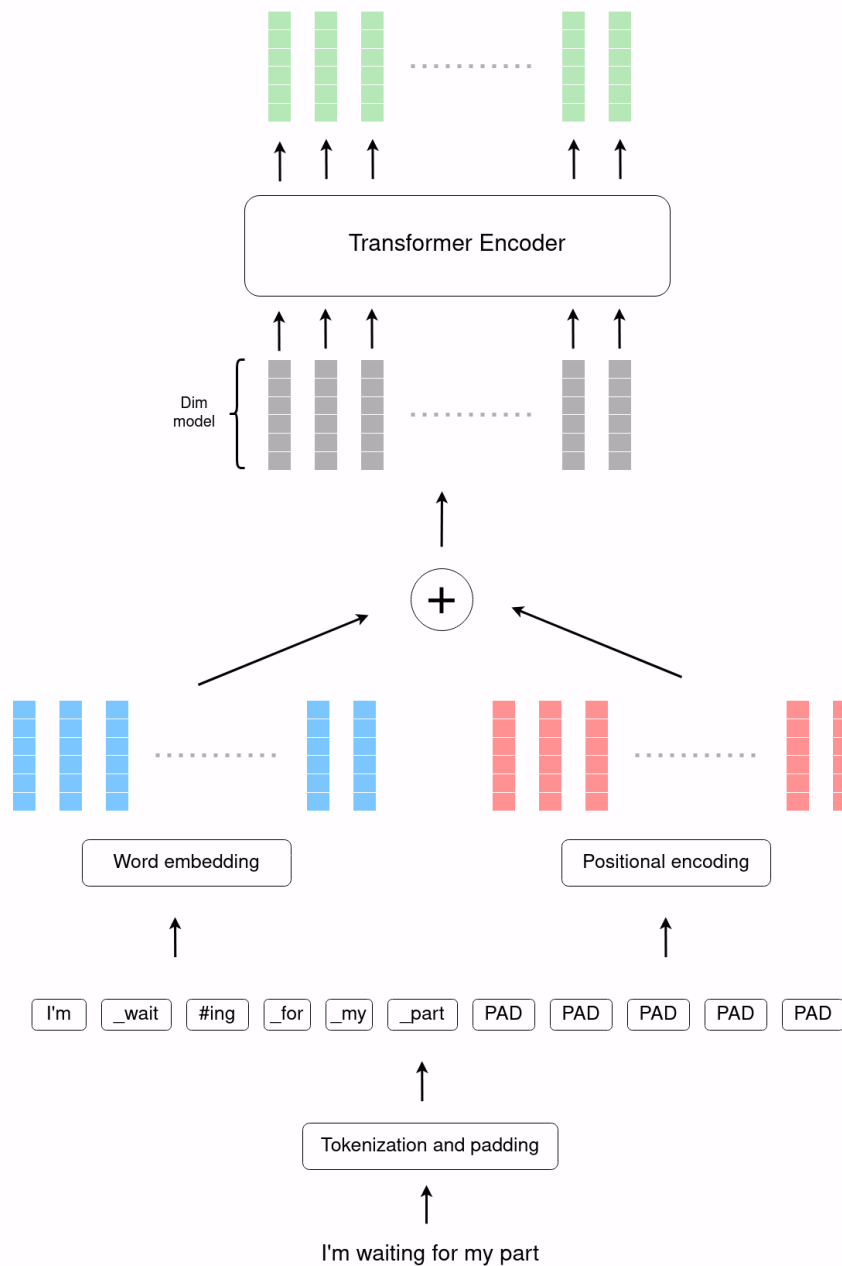 Transformer Encoder
Dim
model
+
Word embedding
Positional encoding
I'm _wait #ing _for _my _part PAD PAD PAD PAD PAD
Tokenization and padding
I'm waiting for my part